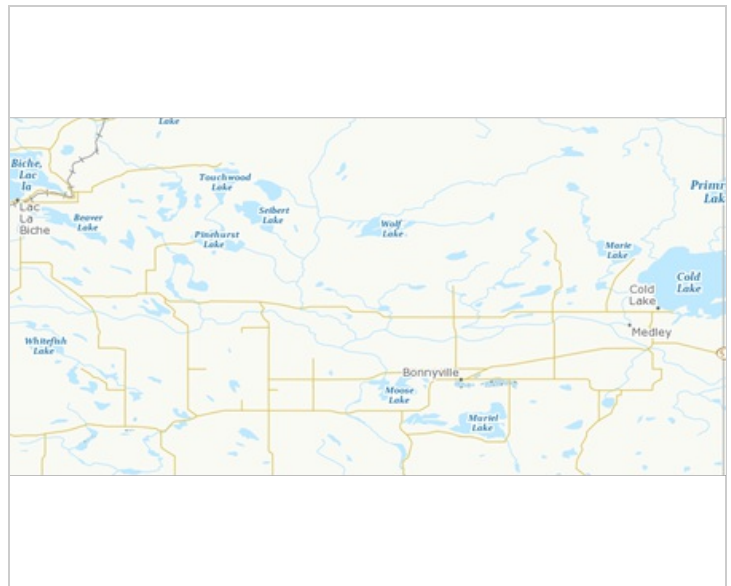 Lake
Biche,
Lac
la
Lac
La
Biche
Beaver
Lake
Touchwood
Lake
Seibert
Lake
Pinehurst
Lake
Wolf
Lake
Primr
Lak
Marie
Lake
Cold
Lake
Cold
Lake
Medley
Whitefish
Lake
Bonnyville
Moose
Lake
Muriel
Lake